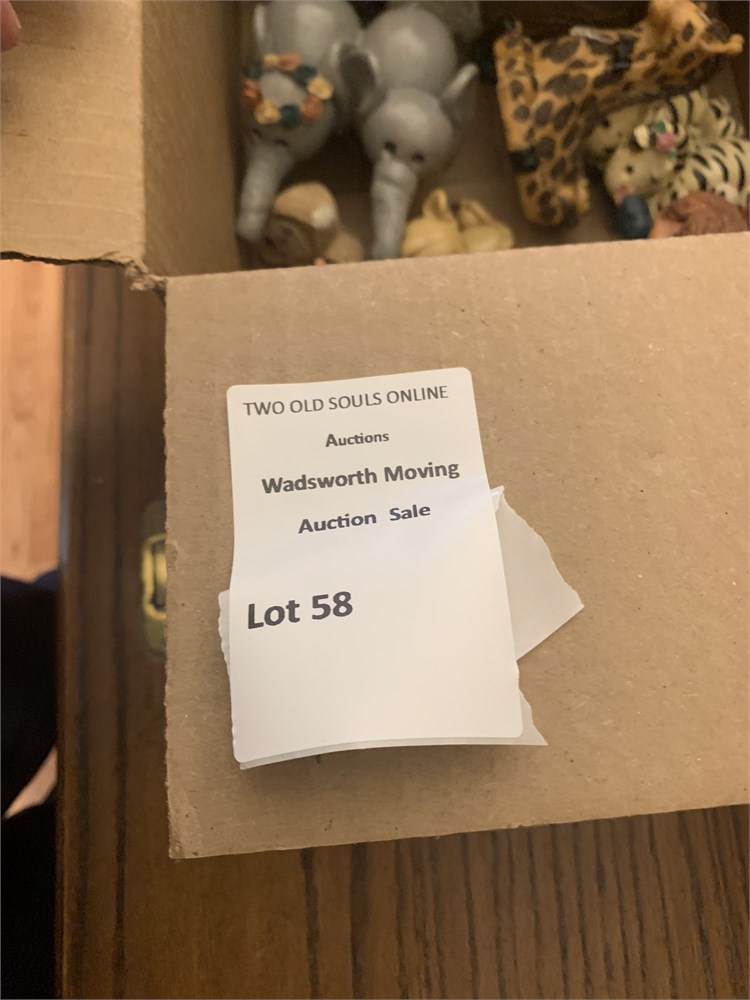 TWO OLD SOULS ONLINE
Auctions
Wadsworth Moving
Auction Sale
Lot 58